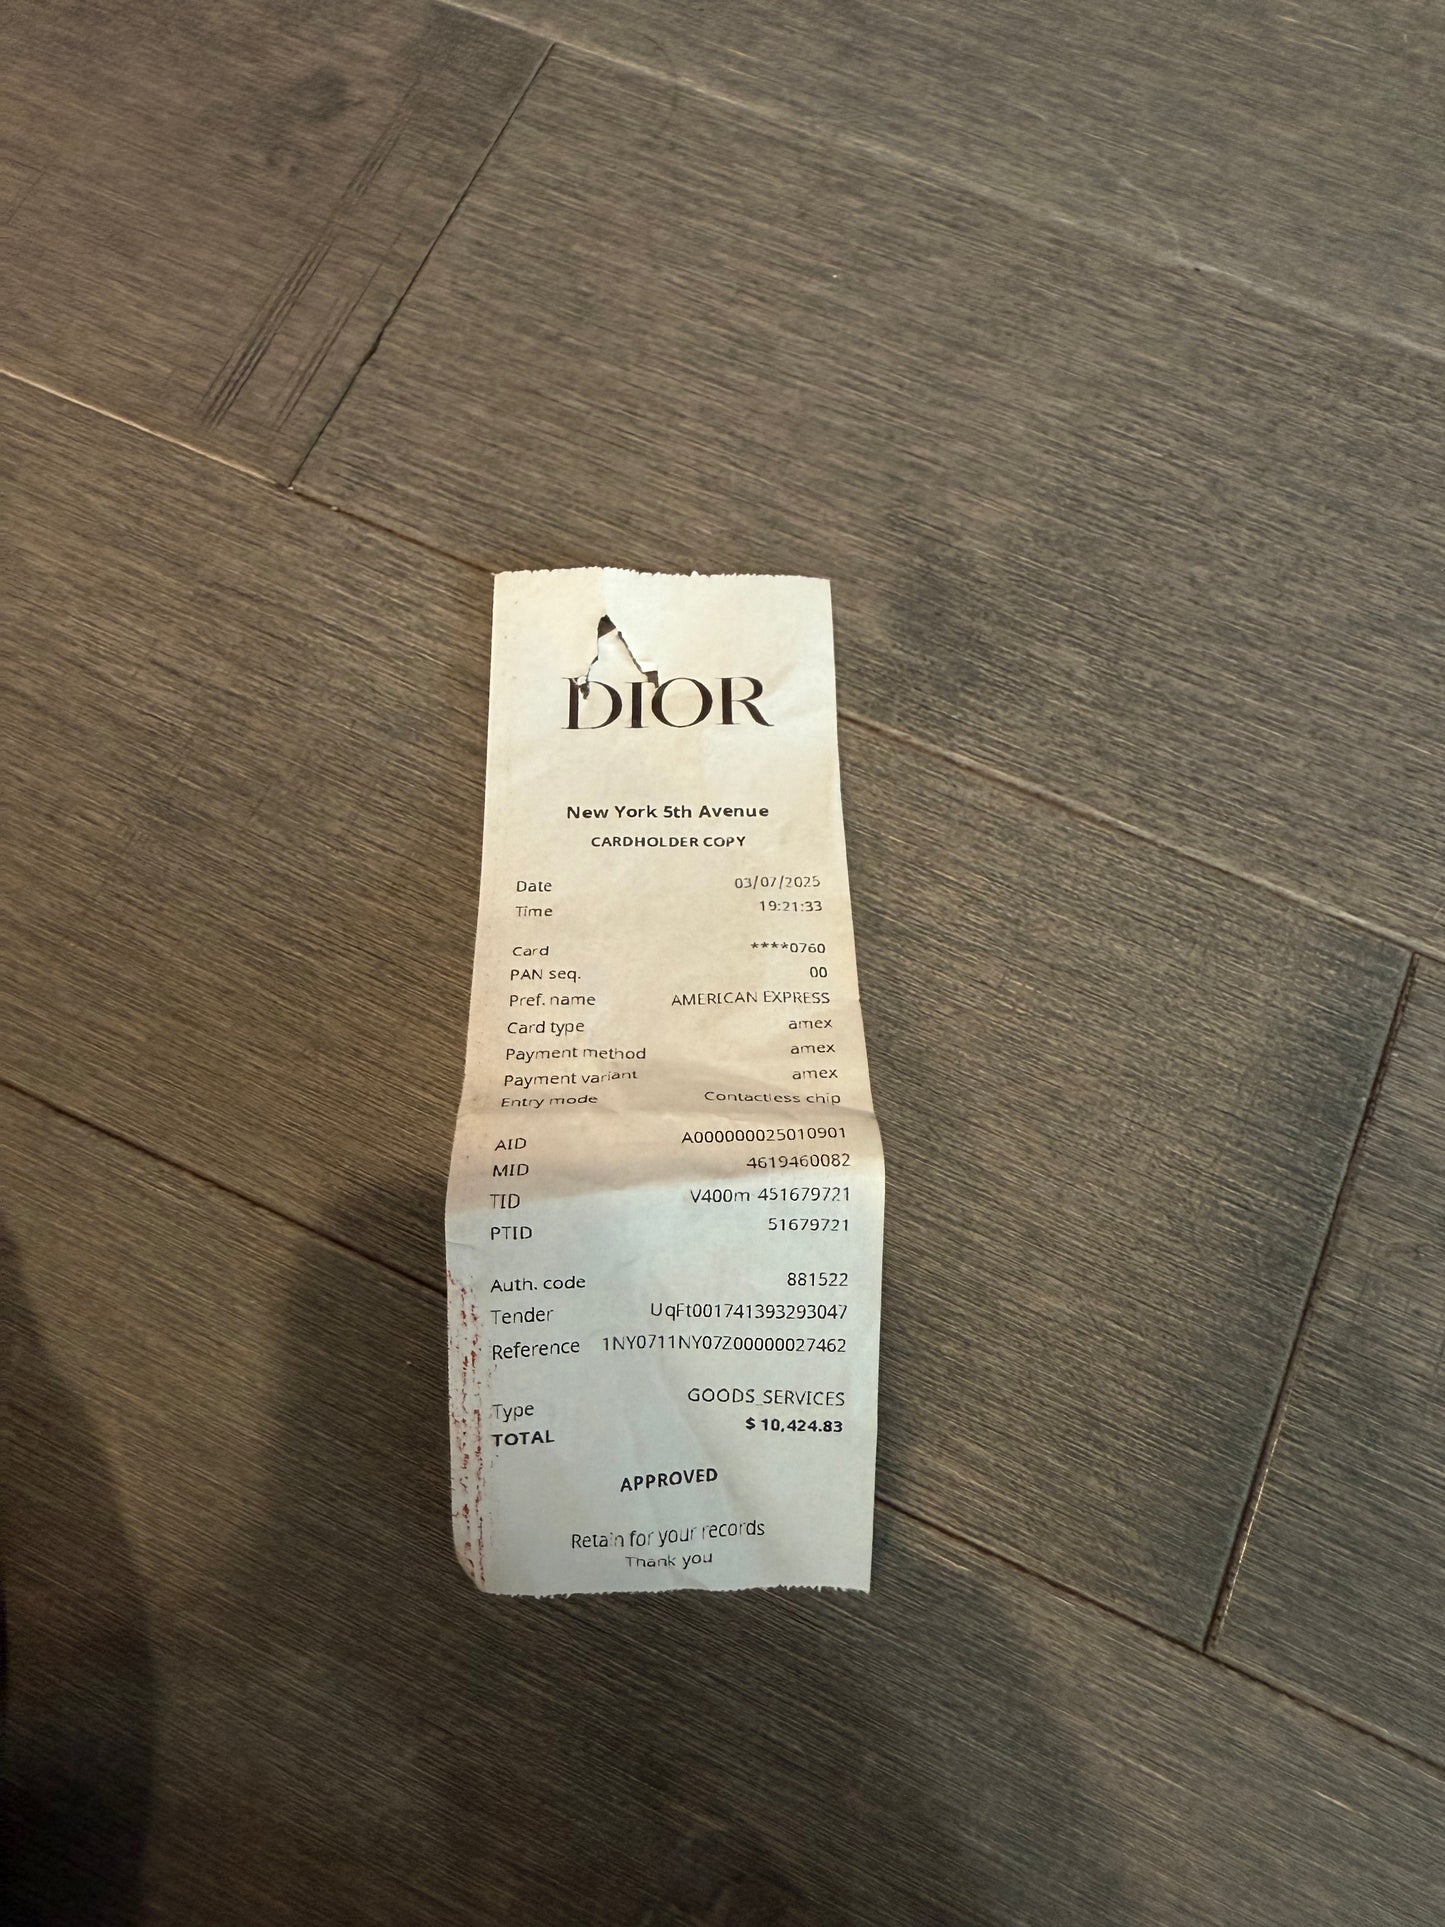 DIOR
New York 5th Avenue
CARDHOLDER COPY
Date 03/07/2025
Time 19:21:33
Card ****0760
PAN seq. 00
Pref. name AMERICAN EXPRESS
Card type amex
Payment method amex
Payment variant amex
Entry mode Contactless chip
AID A000000025010901
MID 4619460082
TID V400m-451679721
PTID 51679721
Auth. code 881522
Tender UqFt001741393293047
Reference 1NY0711NY07Z00000027462
Type GOODS_SERVICES
TOTAL $ 10,424.83
APPROVED
Retain for your records
Thank you